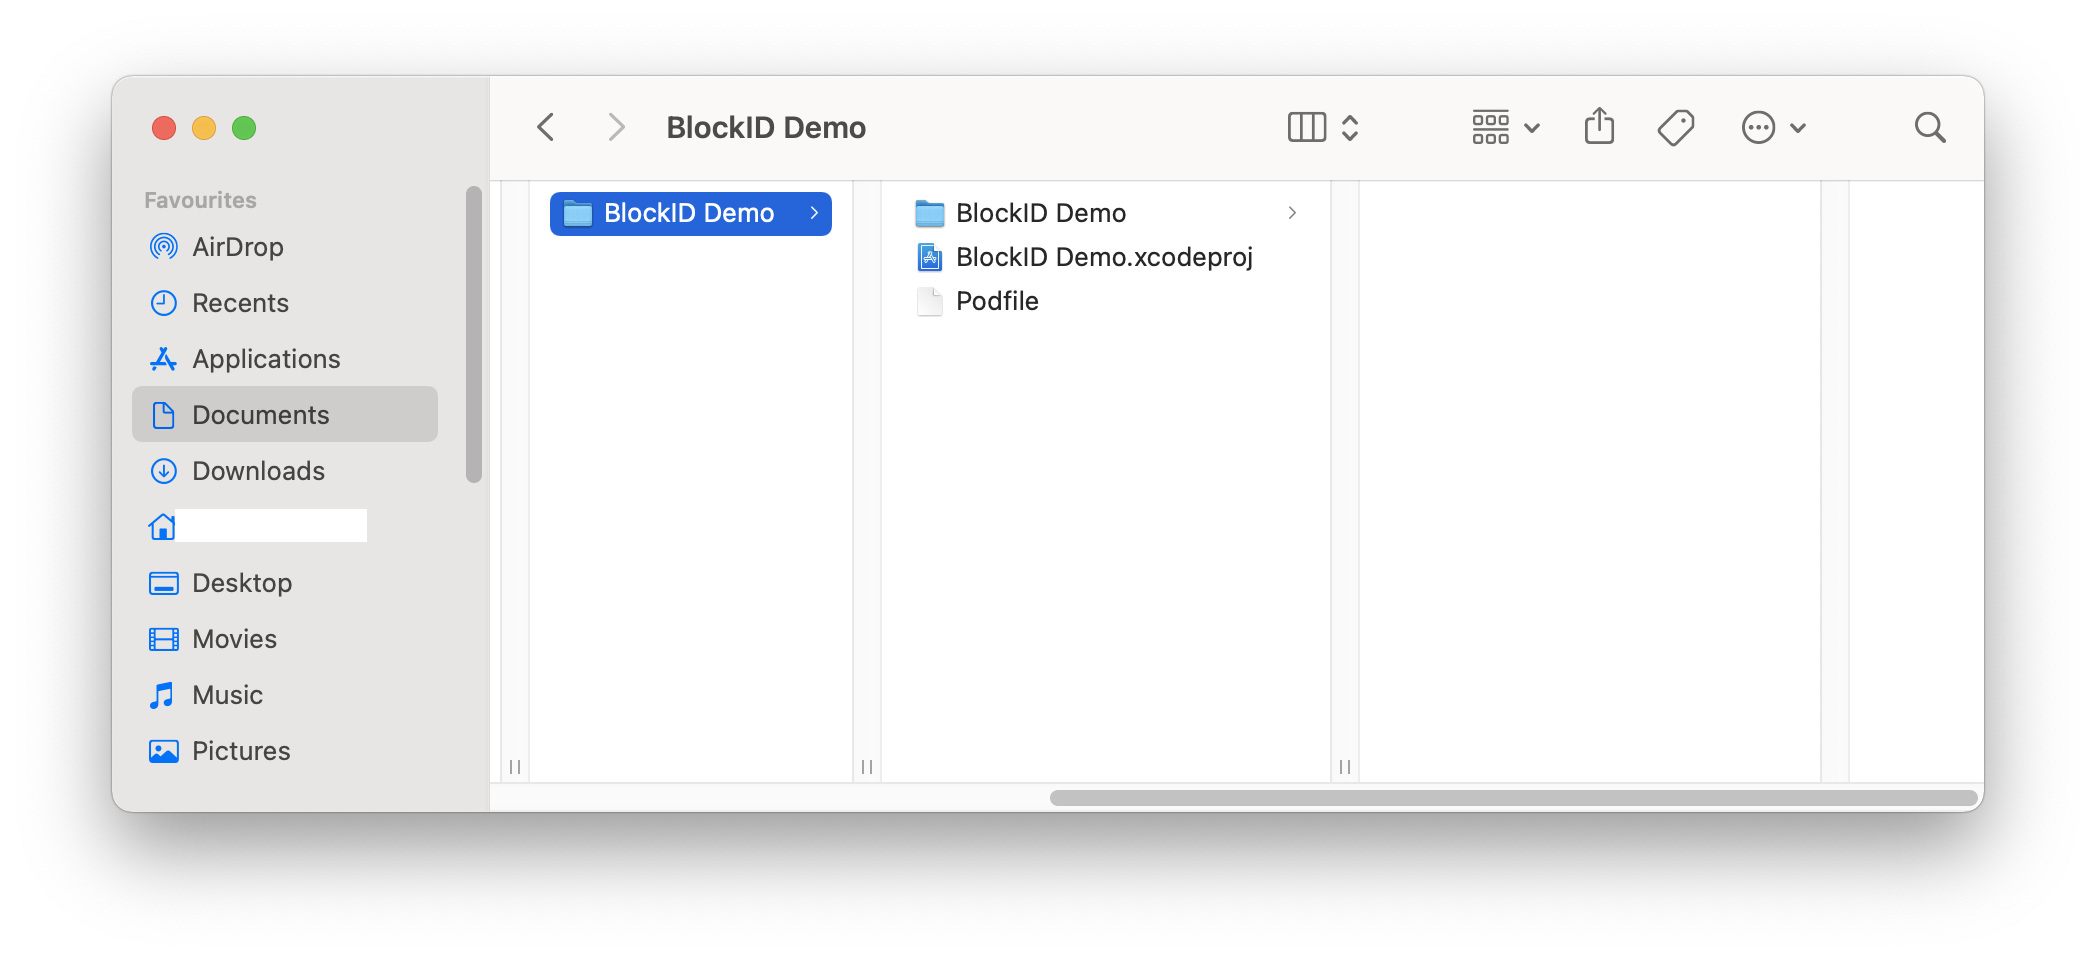 BlockID Demo
Favourites
AirDrop
Recents
Applications
Documents
Downloads
Desktop
Movies
Music
Pictures
BlockID Demo
BlockID Demo
BlockID Demo.xcodeproj
Podfile